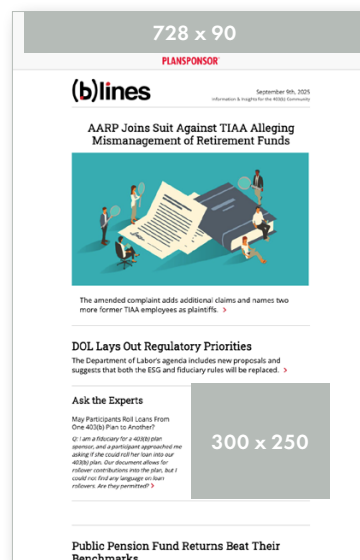 728 x 90
PLANSPONSOR
(b)lines
September 9th, 2025
Information & Insights for the 403(b) Community
AARP Joins Suit Against TIAA Alleging
Mismanagement of Retirement Funds
The amended complaint adds additional claims and names two
more former TIAA employees as plaintiffs. >
DOL Lays Out Regulatory Priorities
The Department of Labor's agenda includes new proposals and
suggests that both the ESG and fiduciary rules will be replaced. >
Ask the Experts
May Participants Roll Loans From
One 403(b) Plan to Another?
Q: I am a fiduciary for a 403(b) plan
sponsor, and a participant approached me
asking if she could roll her loan into our
403(b) plan. Our document allows for
rollover contributions into the plan, but I
could not find any language on loan
rollovers. Are they permitted? >
300 x 250
Public Pension Fund Returns Beat Their
Benchmarks